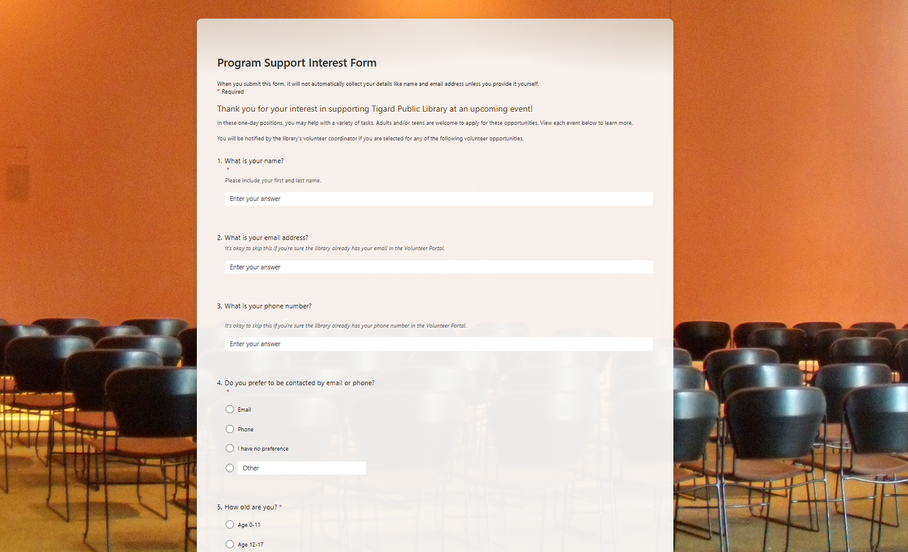 Program Support Interest Form
When you submit this form, it will not automatically collect your details like name and email address unless you provide it yourself.
* Required
Thank you for your interest in supporting Tigard Public Library at an upcoming event!
In these one-day positions, you may help with a variety of tasks. Adults and/or teens are welcome to apply for these opportunities. View each event below to learn more.
You will be notified by the library's volunteer coordinator if you are selected for any of the following volunteer opportunities.
1. What is your name?
*
Please include your first and last name.
Enter your answer
2. What is your email address?
It's okay to skip this if you're sure the library already has your email in the Volunteer Portal.
Enter your answer
3. What is your phone number?
It's okay to skip this if you're sure the library already has your phone number in the Volunteer Portal.
Enter your answer
4. Do you prefer to be contacted by email or phone?
*
Email
Phone
I have no preference
Other
5. How old are you? *
Age 0-11
Age 12-17